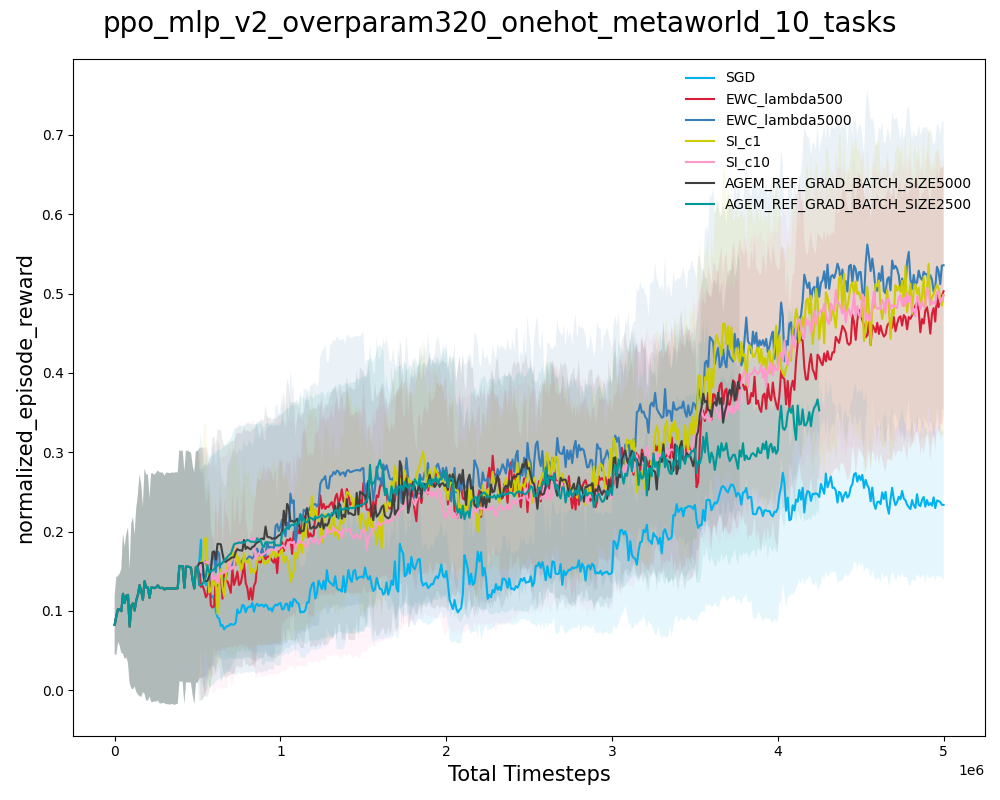 ppo_mlp_v2_overparam320_onehot_metaworld_10_tasks
SGD
EWC_lambda500
EWC_lambda5000
SI_c1
SI_c10
AGEM_REF_GRAD_BATCH_SIZE5000
AGEM_REF_GRAD_BATCH_SIZE2500
normalized_episode_reward
0.7
0.6
0.5
0.4
0.3
0.2
0.1
0.0
0 1 2 3 4 5
1e6
Total Timesteps